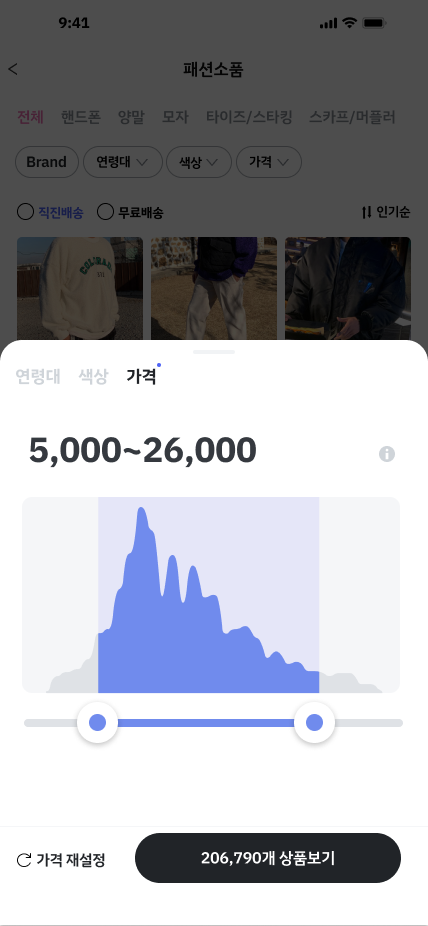 9:41
패션소품
전체 핸드폰 양말 모자 타이즈/스타킹 스카프/머플러
Brand 연령대 색상 가격
직진배송 무료배송 인기순
연령대 색상 가격
5,000~26,000
가격 재설정 206,790개 상품보기